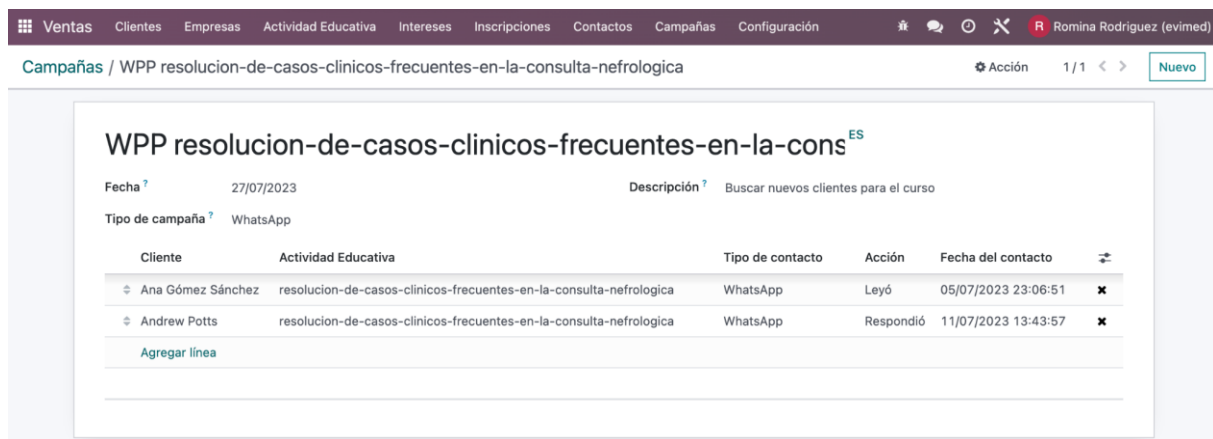 Ventas Clientes Empresas Actividad Educativa Intereses Inscripciones Contactos Campañas Configuración R Romina Rodriguez (evimed)
Campañas / WPP resolucion-de-casos-clinicos-frecuentes-en-la-consulta-nefrologica Acción 1 / 1 < > Nuevo
WPP resolucion-de-casos-clinicos-frecuentes-en-la-cons ES
Fecha ? 27/07/2023 Descripción ? Buscar nuevos clientes para el curso
Tipo de campaña ? WhatsApp
Cliente Actividad Educativa Tipo de contacto Acción Fecha del contacto
Ana Gómez Sánchez resolucion-de-casos-clinicos-frecuentes-en-la-consulta-nefrologica WhatsApp Leyó 05/07/2023 23:06:51
Andrew Potts resolucion-de-casos-clinicos-frecuentes-en-la-consulta-nefrologica WhatsApp Respondió 11/07/2023 13:43:57
Agregar línea